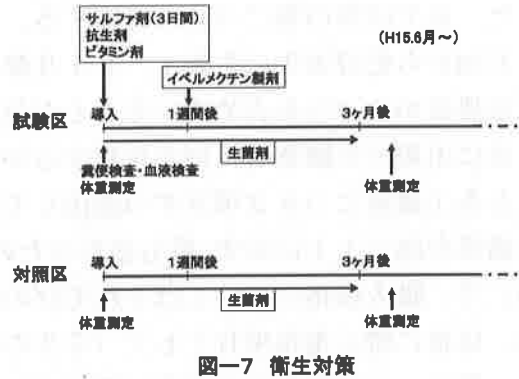 サルファ剤(3日間)
抗生剤
ビタミン剤
(H15.6月～)
イベルメクチン製剤
導入 1週間後 3ヶ月後
試験区
生菌剤
糞便検査・血液検査
体重測定 体重測定
導入 1週間後 3ヶ月後
対照区
生菌剤
体重測定 体重測定
図－7 衛生対策